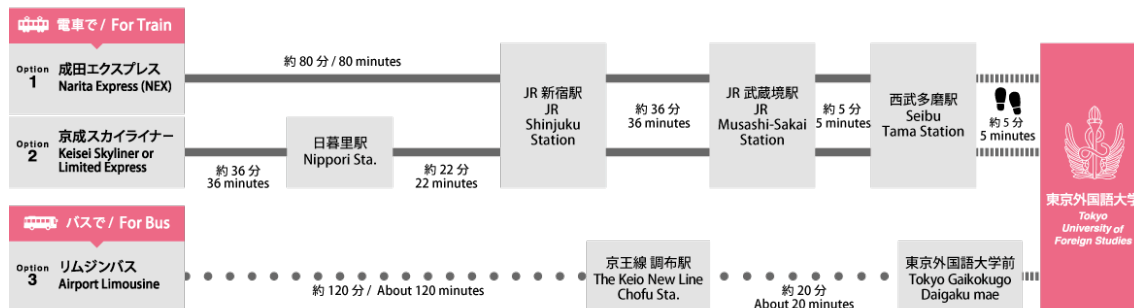 電車で / For Train
Option 1
成田エクスプレス
Narita Express (NEX)
約 80 分 / 80 minutes
JR 新宿駅
JR
Shinjuku
Station
約 36 分
36 minutes
JR 武蔵境駅
JR
Musashi-Sakai
Station
約 5 分
5 minutes
西武多磨駅
Seibu
Tama Station
約 5 分
5 minutes
Option 2
京成スカイライナー
Keisei Skyliner or
Limited Express
約 36 分
36 minutes
日暮里駅
Nippori Sta.
約 22 分
22 minutes
東京外国語大学
Tokyo
University of
Foreign Studies
バスで / For Bus
Option 3
リムジンバス
Airport Limousine
約 120 分 / About 120 minutes
京王線 調布駅
The Keio New Line
Chofu Sta.
約 20 分
About 20 minutes
東京外国語大学前
Tokyo Gaikokugo
Daigaku mae